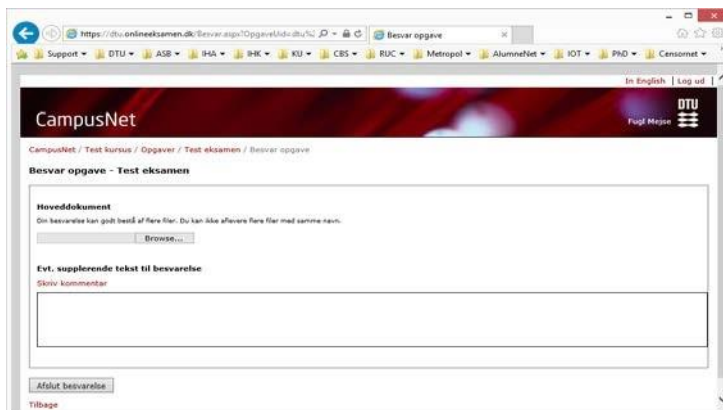 https://dtu.onlineeksamen.dk/Besvar.aspx?OpgaveUid=dtu%2 Besvar opgave
Support DTU ASB IHA IHK KU CBS RUC Metropol AlumneNet IOT PhD Censornet
In English | Log ud |
DTU
CampusNet
Fugl Mejse
CampusNet / Test kursus / Opgaver / Test eksamen / Besvar opgave
Besvar opgave - Test eksamen
Hoveddokument
Din besvarelse kan godt bestå af flere filer. Du kan ikke aflevere flere filer med samme navn.
Browse...
Evt. supplerende tekst til besvarelse
Skriv kommentar
Afslut besvarelse
Tilbage